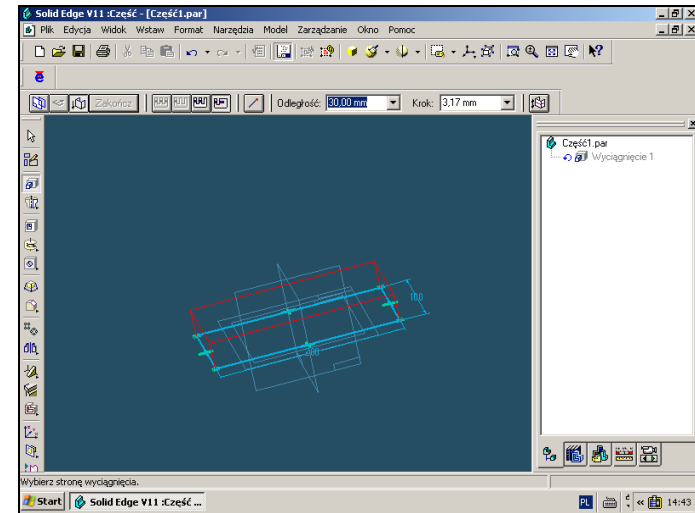 Solid Edge V11 :Część - [Część1.par]
Plik Edycja Widok Wstaw Format Narzędzia Model Zarządzanie Okno Pomoc
Zakończ Odległość: 30,00 mm Krok: 3,17 mm
Część1.par
Wyciągnięcie 1
100
200
Wybierz stronę wyciągnięcia.
Start Solid Edge V11 :Część ... PL « 14:43